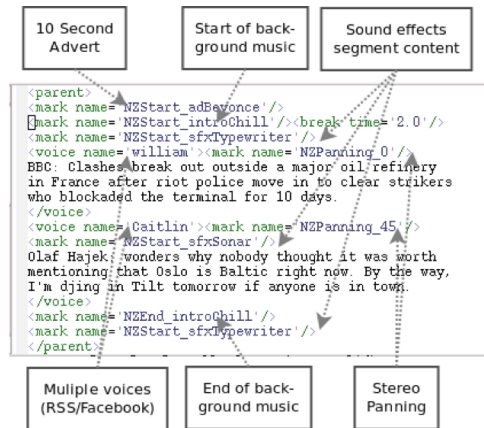 10 Second
Advert
Start of back-
ground music
Sound effects
segment content
<parent>
<mark name='NZStart_adBeyonce'/>
<mark name='NZStart_introChill'/><break time='2.0'/>
<mark name='NZStart_sfxTypewriter'/>
<voice name='william'><mark name='NZPanning_0'/>
BBC: Clashes break out outside a major oil refinery
in France after riot police move in to clear strikers
who blockaded the terminal for 10 days.
</voice>
<voice name='Caitlin'><mark name='NZPanning_45'/>
<mark name='NZStart_sfxSonar'/>
Olaf Hajek, wonders why nobody thought it was worth
mentioning that Oslo is Baltic right now. By the way,
I'm djing in Tilt tomorrow if anyone is in town.
</voice>
<mark name='NZEnd_introChill'/>
<mark name='NZStart_sfxTypewriter'/>
</parent>
Muliple voices
(RSS/Facebook)
End of back-
ground music
Stereo
Panning